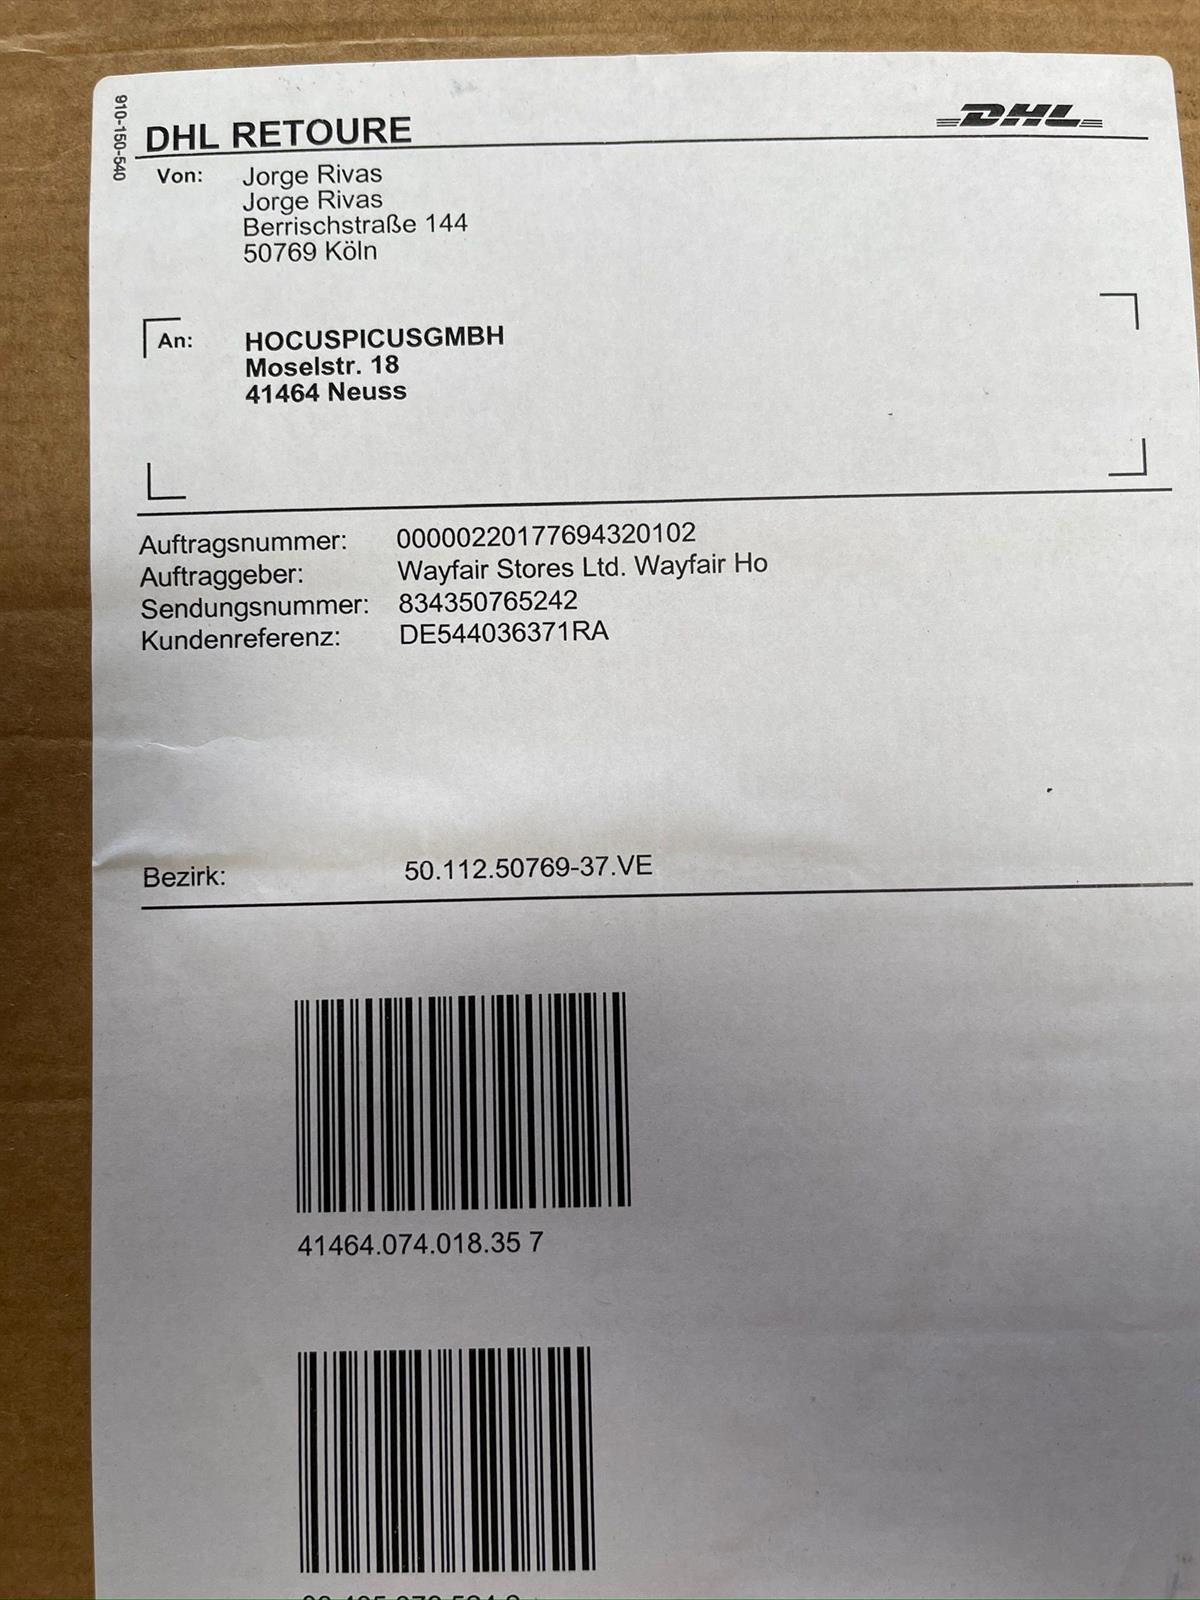 910-150-540
DHL RETOURE
DHL
Von: Jorge Rivas
Jorge Rivas
Berrischstraße 144
50769 Köln
An: HOCUSPICUSGMBH
Moselstr. 18
41464 Neuss
Auftragsnummer: 00000220177694320102
Auftraggeber: Wayfair Stores Ltd. Wayfair Ho
Sendungsnummer: 834350765242
Kundenreferenz: DE544036371RA
Bezirk: 50.112.50769-37.VE
41464.074.018.35 7